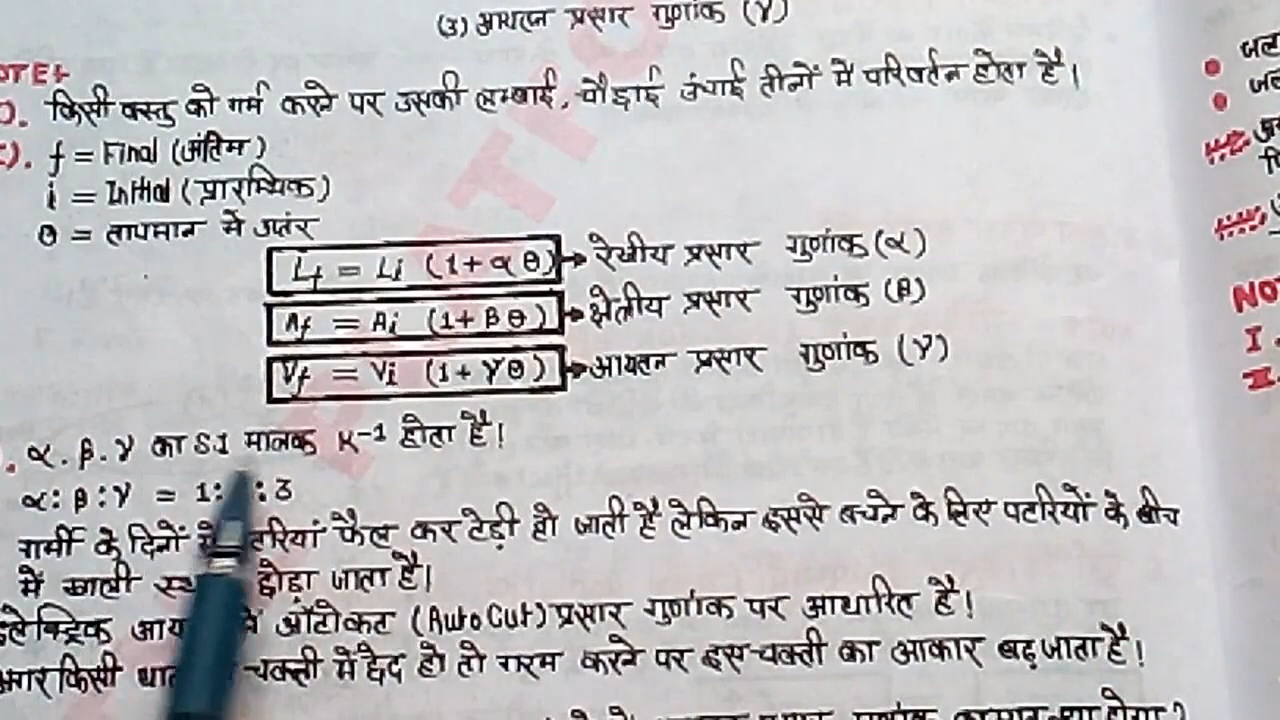 (3) आयतन प्रसार गुणांक (γ)
OTE:-
किसी वस्तु को गर्म करने पर उसकी लम्बाई, चौड़ाई उंचाई तीनों में परिवर्तन होता है।
f = Final (अंतिम)
i = Initial (प्रारम्भिक)
θ = तापमान में अंतर
Lf = Li (1+αθ) → रेखीय प्रसार गुणांक (α)
Af = Ai (1+βθ) → क्षेत्रीय प्रसार गुणांक (β)
Vf = Vi (1+γθ) → आयतन प्रसार गुणांक (γ)
α.β.γ का S.I मात्रक K⁻¹ होता है।
α:β:γ = 1: :3
गर्मी के दिनों फैल कर टेड़ी हो जाती है लेकिन इससे बचने के लिए पटरियों के बीच
में खाली छोड़ा जाता है।
में ऑटोकट (Auto Cut) प्रसार गुणांक पर आधारित है।
किसी चक्ती में छेद हो तो गरम करने पर इस चक्ती का आकार बढ़ जाता है।
NO
I.